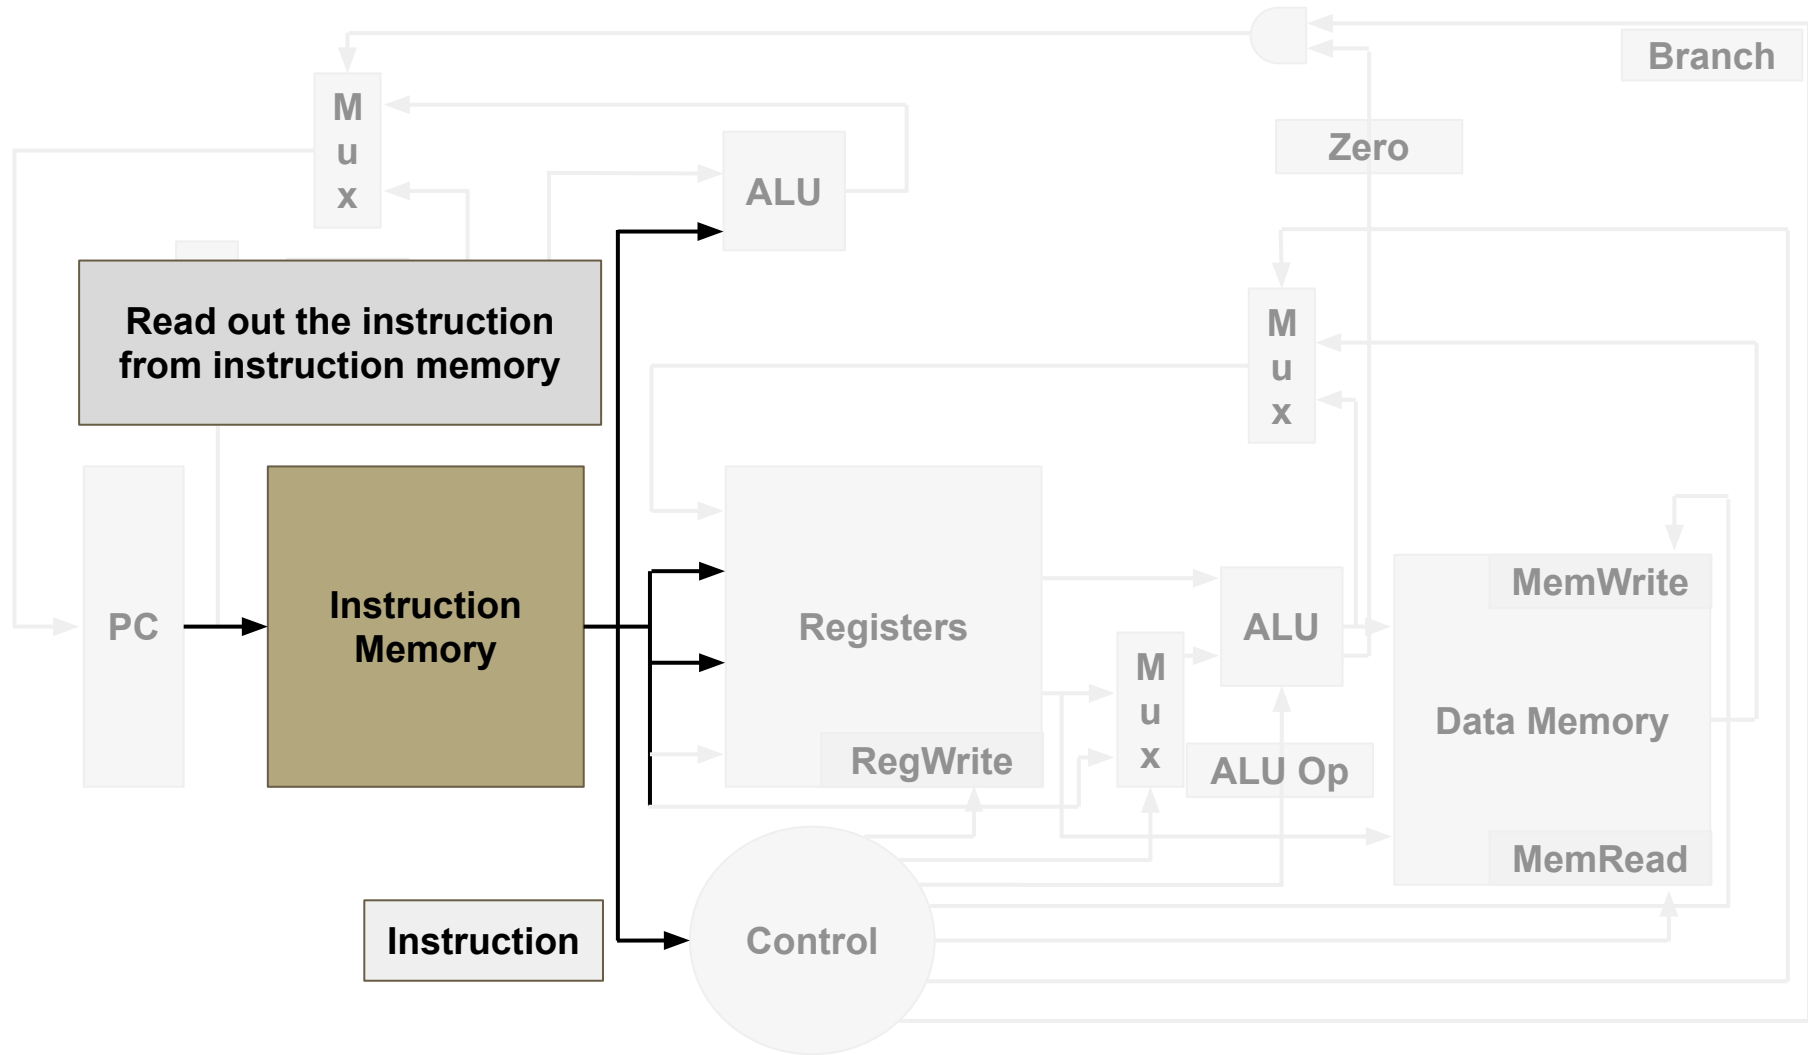 Branch
M
u
x
Zero
ALU
Read out the instruction
from instruction memory
M
u
x
PC
Instruction
Memory
Registers
RegWrite
M
u
x
ALU
ALU Op
MemWrite
Data Memory
MemRead
Instruction
Control